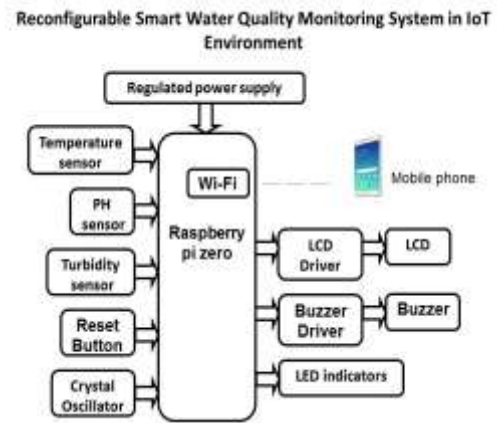 Reconfigurable Smart Water Quality Monitoring System in IoT
Environment
Regulated power supply
Temperature
sensor
Wi-Fi
Mobile phone
PH
sensor
Raspberry
pi zero
LCD
Driver
LCD
Turbidity
sensor
Buzzer
Driver
Buzzer
Reset
Button
LED indicators
Crystal
Oscillator